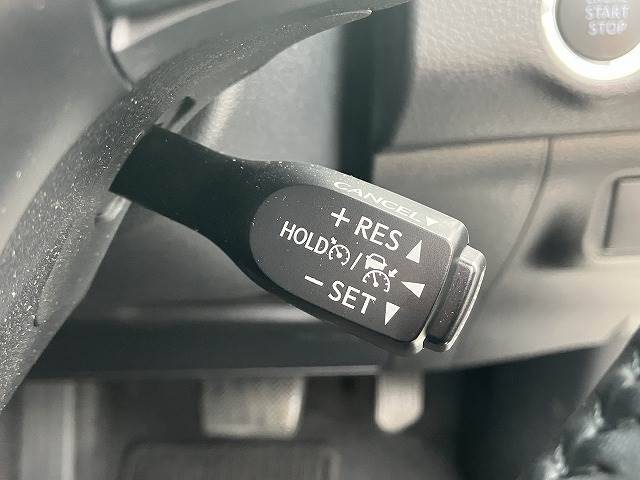 START
STOP
CANCEL▼
+ RES ▲
HOLD / ◀
− SET ▼